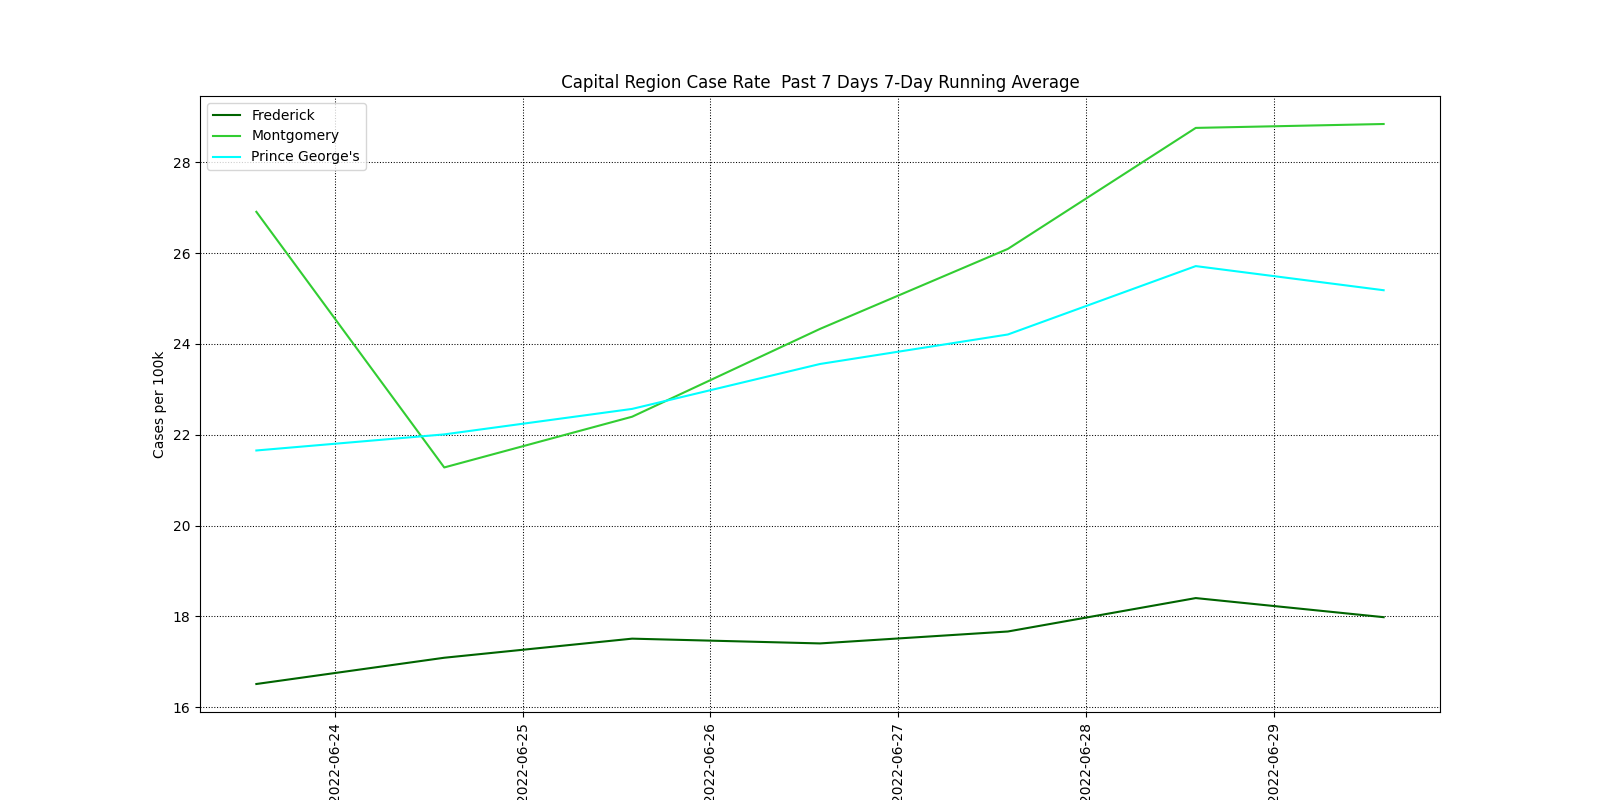 Capital Region Case Rate  Past 7 Days 7-Day Running Average
Frederick
Montgomery
Prince George's
Cases per 100k
28
26
24
22
20
18
16
2022-06-24
2022-06-25
2022-06-26
2022-06-27
2022-06-28
2022-06-29